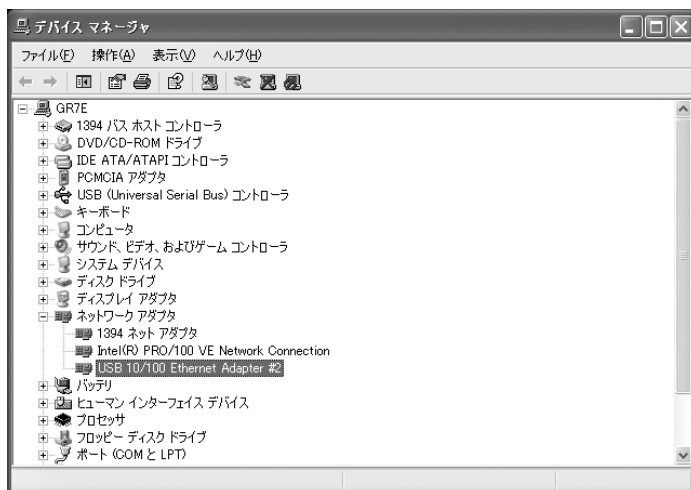 デバイス マネージャ
ファイル(F) 操作(A) 表示(V) ヘルプ(H)
GR7E
1394 バス ホスト コントローラ
DVD/CD-ROM ドライブ
IDE ATA/ATAPI コントローラ
PCMCIA アダプタ
USB (Universal Serial Bus) コントローラ
キーボード
コンピュータ
サウンド、ビデオ、およびゲーム コントローラ
システム デバイス
ディスク ドライブ
ディスプレイ アダプタ
ネットワーク アダプタ
1394 ネット アダプタ
Intel(R) PRO/100 VE Network Connection
USB 10/100 Ethernet Adapter #2
バッテリ
ヒューマン インターフェイス デバイス
プロセッサ
フロッピー ディスク ドライブ
ポート (COM と LPT)